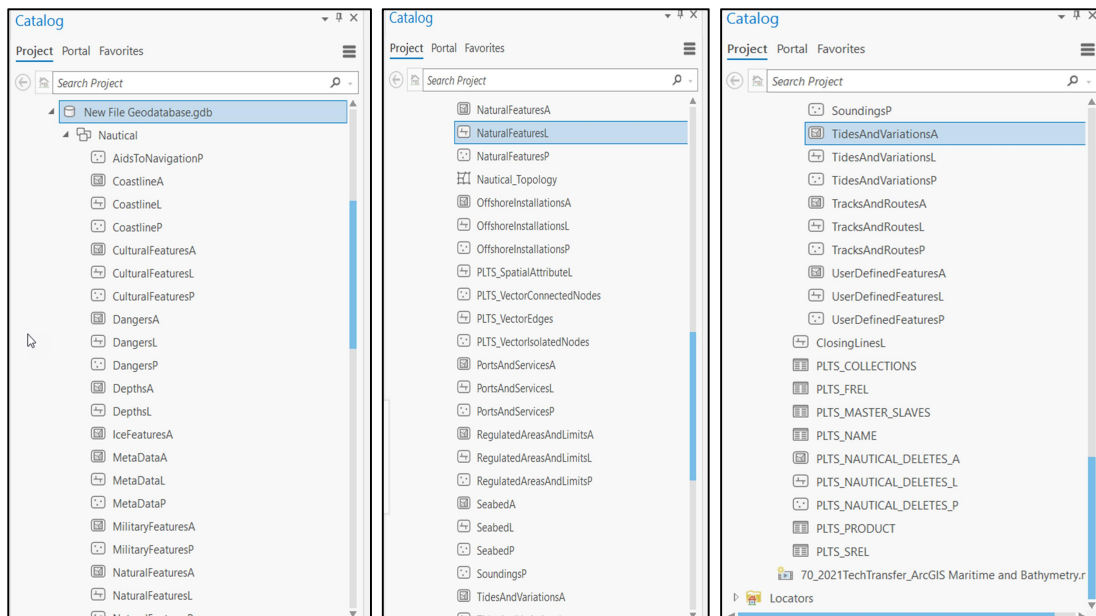 Catalog
Project Portal Favorites
Search Project
New File Geodatabase.gdb
Nautical
AidsToNavigationP
CoastlineA
CoastlineL
CoastlineP
CulturalFeaturesA
CulturalFeaturesL
CulturalFeaturesP
DangersA
DangersL
DangersP
DepthsA
DepthsL
IceFeaturesA
MetaDataA
MetaDataL
MetaDataP
MilitaryFeaturesA
MilitaryFeaturesP
NaturalFeaturesA
NaturalFeaturesL
Catalog
Project Portal Favorites
Search Project
NaturalFeaturesA
NaturalFeaturesL
NaturalFeaturesP
Nautical_Topology
OffshoreInstallationsA
OffshoreInstallationsL
OffshoreInstallationsP
PLTS_SpatialAttributeL
PLTS_VectorConnectedNodes
PLTS_VectorEdges
PLTS_VectorIsolatedNodes
PortsAndServicesA
PortsAndServicesL
PortsAndServicesP
RegulatedAreasAndLimitsA
RegulatedAreasAndLimitsL
RegulatedAreasAndLimitsP
SeabedA
SeabedL
SeabedP
SoundingsP
TidesAndVariationsA
Catalog
Project Portal Favorites
Search Project
SoundingsP
TidesAndVariationsA
TidesAndVariationsL
TidesAndVariationsP
TracksAndRoutesA
TracksAndRoutesL
TracksAndRoutesP
UserDefinedFeaturesA
UserDefinedFeaturesL
UserDefinedFeaturesP
ClosingLinesL
PLTS_COLLECTIONS
PLTS_FREL
PLTS_MASTER_SLAVES
PLTS_NAME
PLTS_NAUTICAL_DELETES_A
PLTS_NAUTICAL_DELETES_L
PLTS_NAUTICAL_DELETES_P
PLTS_PRODUCT
PLTS_SREL
70_2021TechTransfer_ArcGIS Maritime and Bathymetry.r
Locators